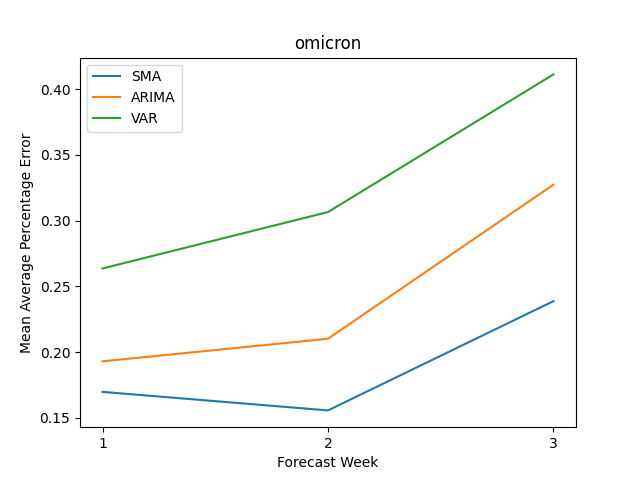 omicron
SMA
ARIMA
VAR
Mean Average Percentage Error
0.40
0.35
0.30
0.25
0.20
0.15
1 2 3
Forecast Week